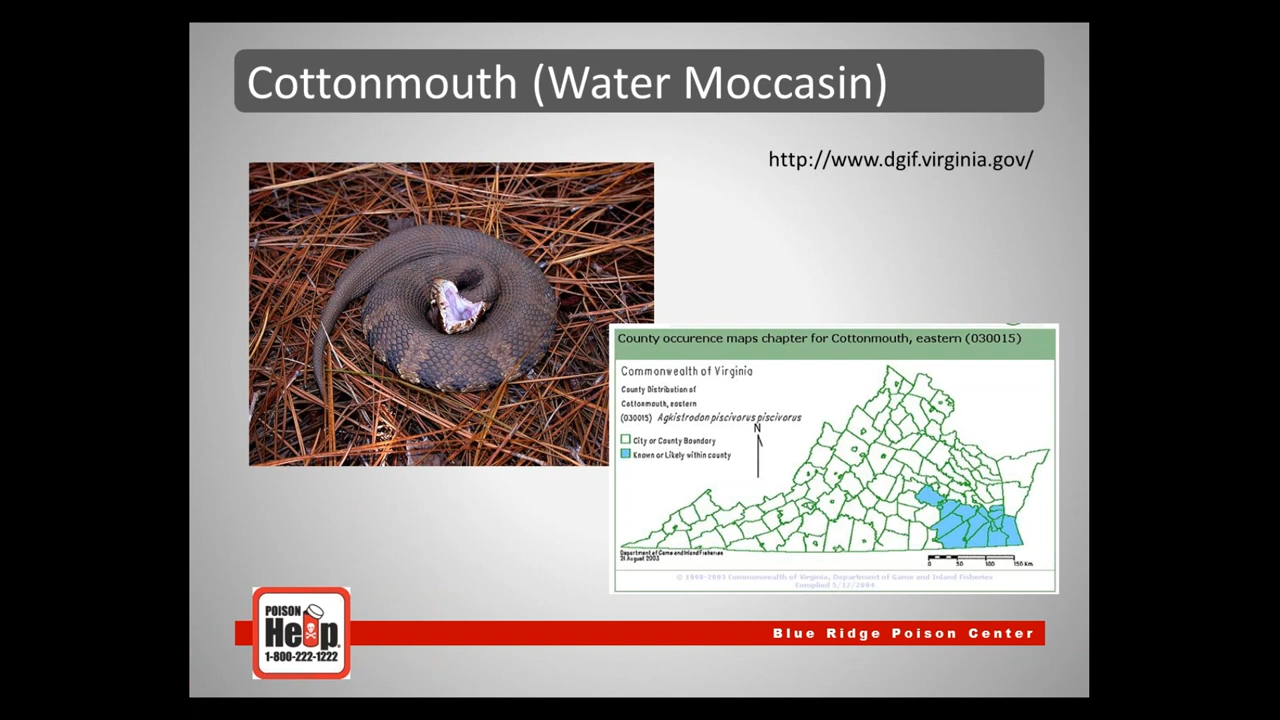 Cottonmouth (Water Moccasin)
http://www.dgif.virginia.gov/
County occurence maps chapter for Cottonmouth, eastern (030015)
Commonwealth of Virginia
County Distribution of
Cottonmouth, eastern
(030015) Agkistrodon piscivorus piscivorus
N
City or County Boundary
Known or Likely within county
Department of Game and Inland Fisheries
21 August 2003
0 50 100 150 Km
© 1998-2003 Commonwealth of Virginia, Department of Game and Inland Fisheries
Compiled 5/12/2004
POISON
Help
1-800-222-1222
Blue Ridge Poison Center